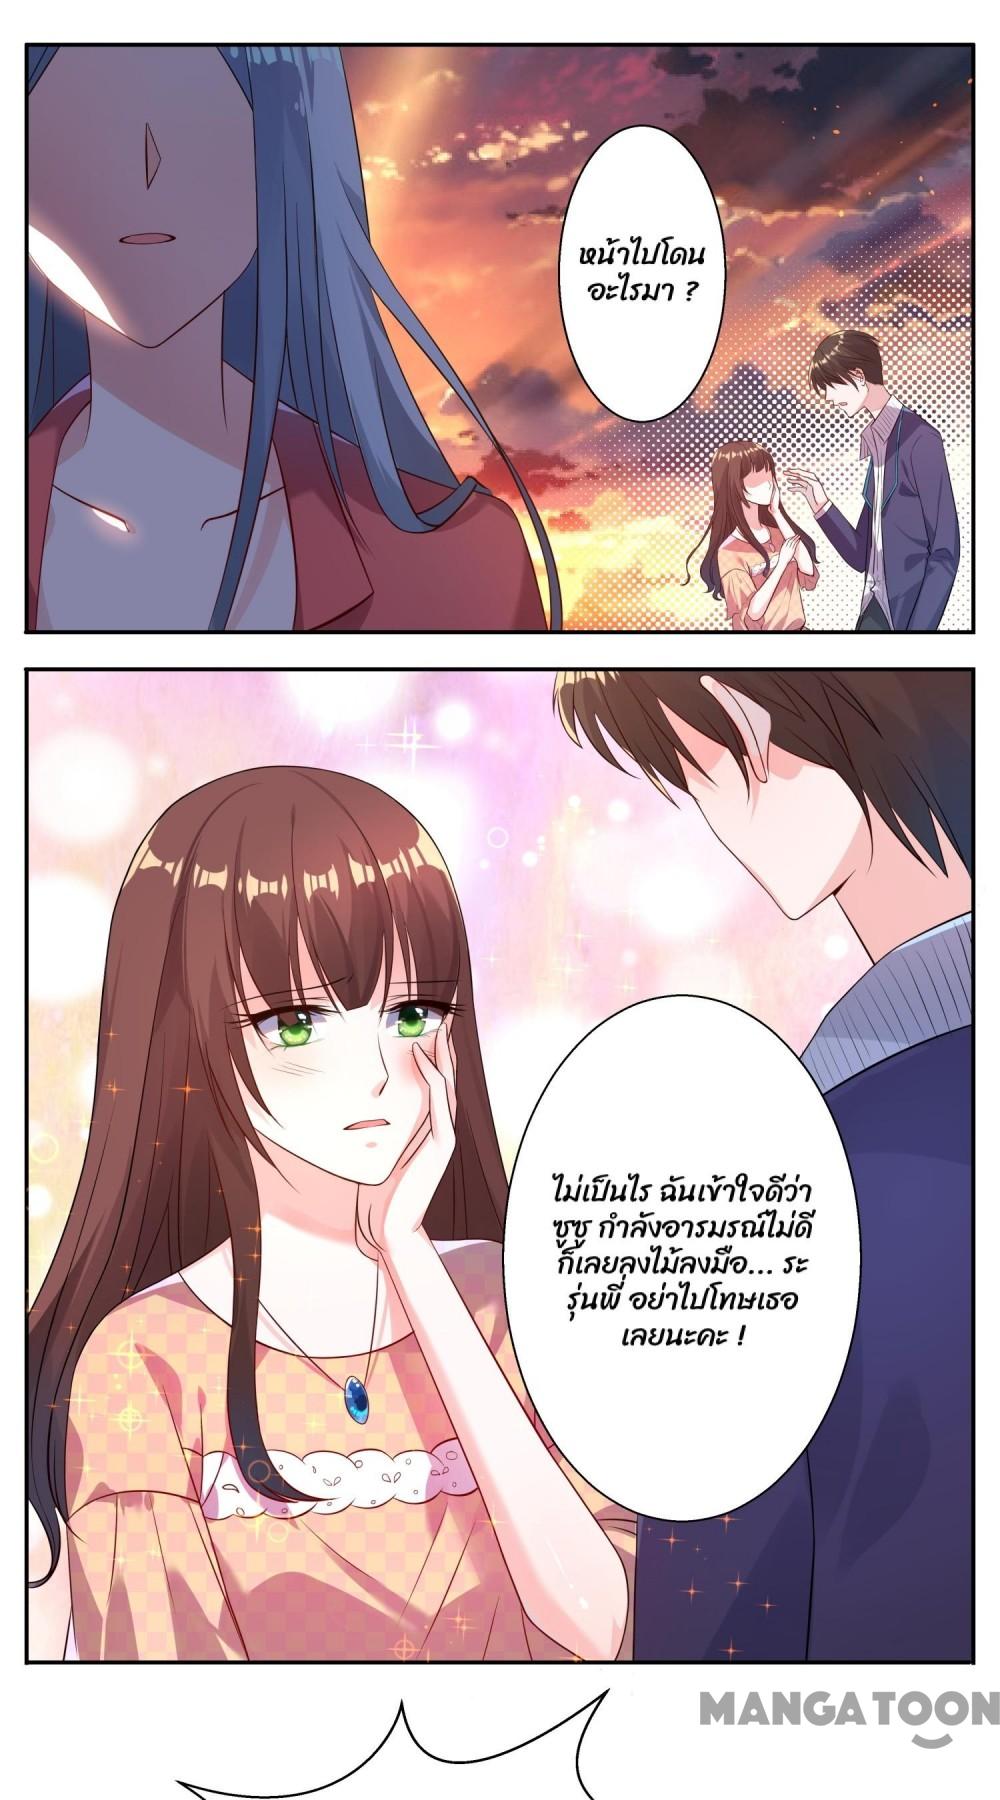 หน้าไปโดน
อะไรมา ?
ไม่เป็นไร ฉันเข้าใจดีว่า
ซูซู กำลังอารมรณ์ไม่ดี
ก็เลยลงไม้ลงมือ... ระ
รุ่นพี่ อย่าไปโทษเธอ
เลยนะคะ !
MANGATOON